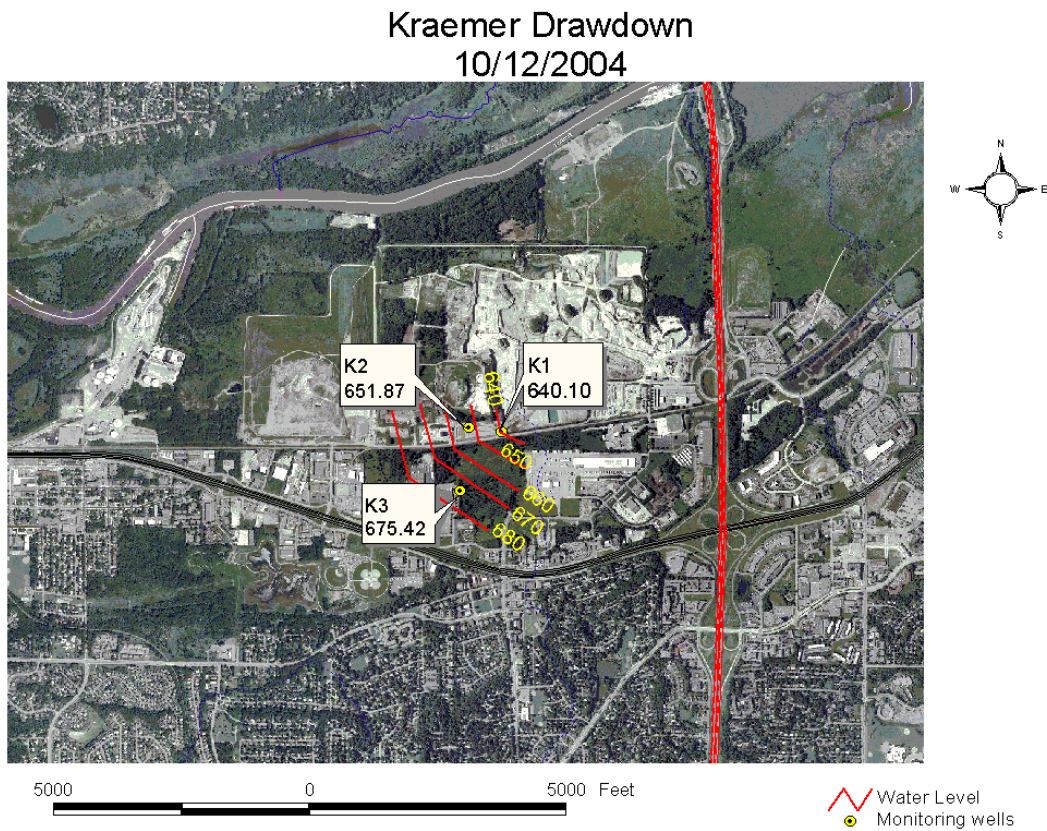 Kraemer Drawdown
10/12/2004
N
W E
S
K2
651.87
K1
640.10
640
650
660
670
680
K3
675.42
5000 0 5000 Feet
Water Level
Monitoring wells